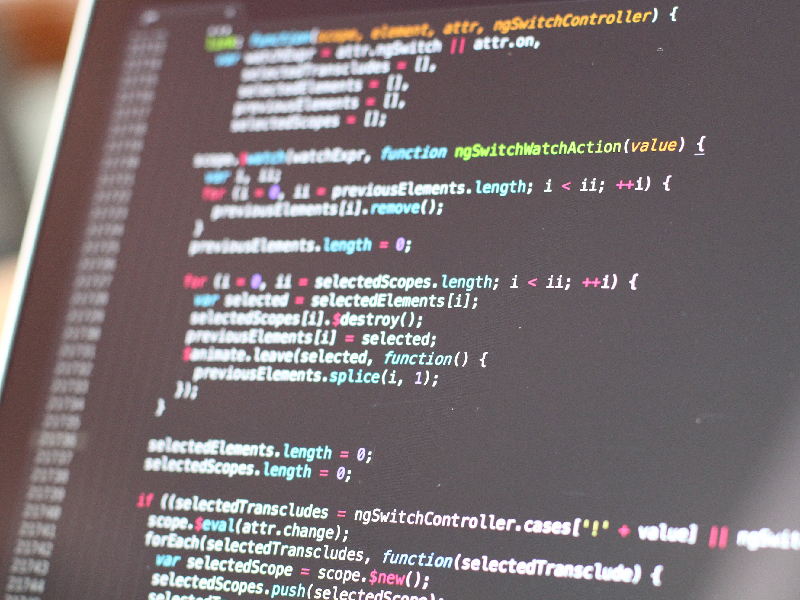 link: function(scope, element, attr, ngSwitchController) {
var watchExpr = attr.ngSwitch || attr.on,
selectedTranscludes = [],
selectedElements = [],
previousElements = [],
selectedScopes = [];
scope.$watch(watchExpr, function ngSwitchWatchAction(value) {
var i, ii;
for (i = 0, ii = previousElements.length; i < ii; ++i) {
previousElements[i].remove();
}
previousElements.length = 0;
for (i = 0, ii = selectedScopes.length; i < ii; ++i) {
var selected = selectedElements[i];
selectedScopes[i].$destroy();
previousElements[i] = selected;
$animate.leave(selected, function() {
previousElements.splice(i, 1);
});
}
selectedElements.length = 0;
selectedScopes.length = 0;
if ((selectedTranscludes = ngSwitchController.cases['!' + value] || ngSwit
scope.$eval(attr.change);
forEach(selectedTranscludes, function(selectedTransclude) {
var selectedScope = scope.$new();
selectedScopes.push(selectedScope);